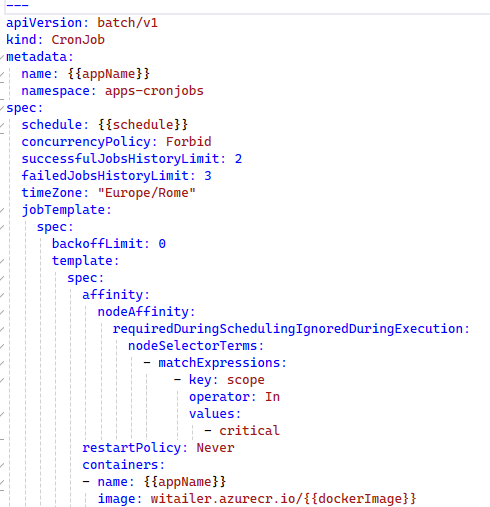 ---
apiVersion: batch/v1
kind: CronJob
metadata:
  name: {{appName}}
  namespace: apps-cronjobs
spec:
  schedule: {{schedule}}
  concurrencyPolicy: Forbid
  successfulJobsHistoryLimit: 2
  failedJobsHistoryLimit: 3
  timeZone: "Europe/Rome"
  jobTemplate:
    spec:
      backoffLimit: 0
      template:
        spec:
          affinity:
            nodeAffinity:
              requiredDuringSchedulingIgnoredDuringExecution:
                nodeSelectorTerms:
                  - matchExpressions:
                      - key: scope
                        operator: In
                        values:
                          - critical
          restartPolicy: Never
          containers:
          - name: {{appName}}
            image: witailer.azurecr.io/{{dockerImage}}